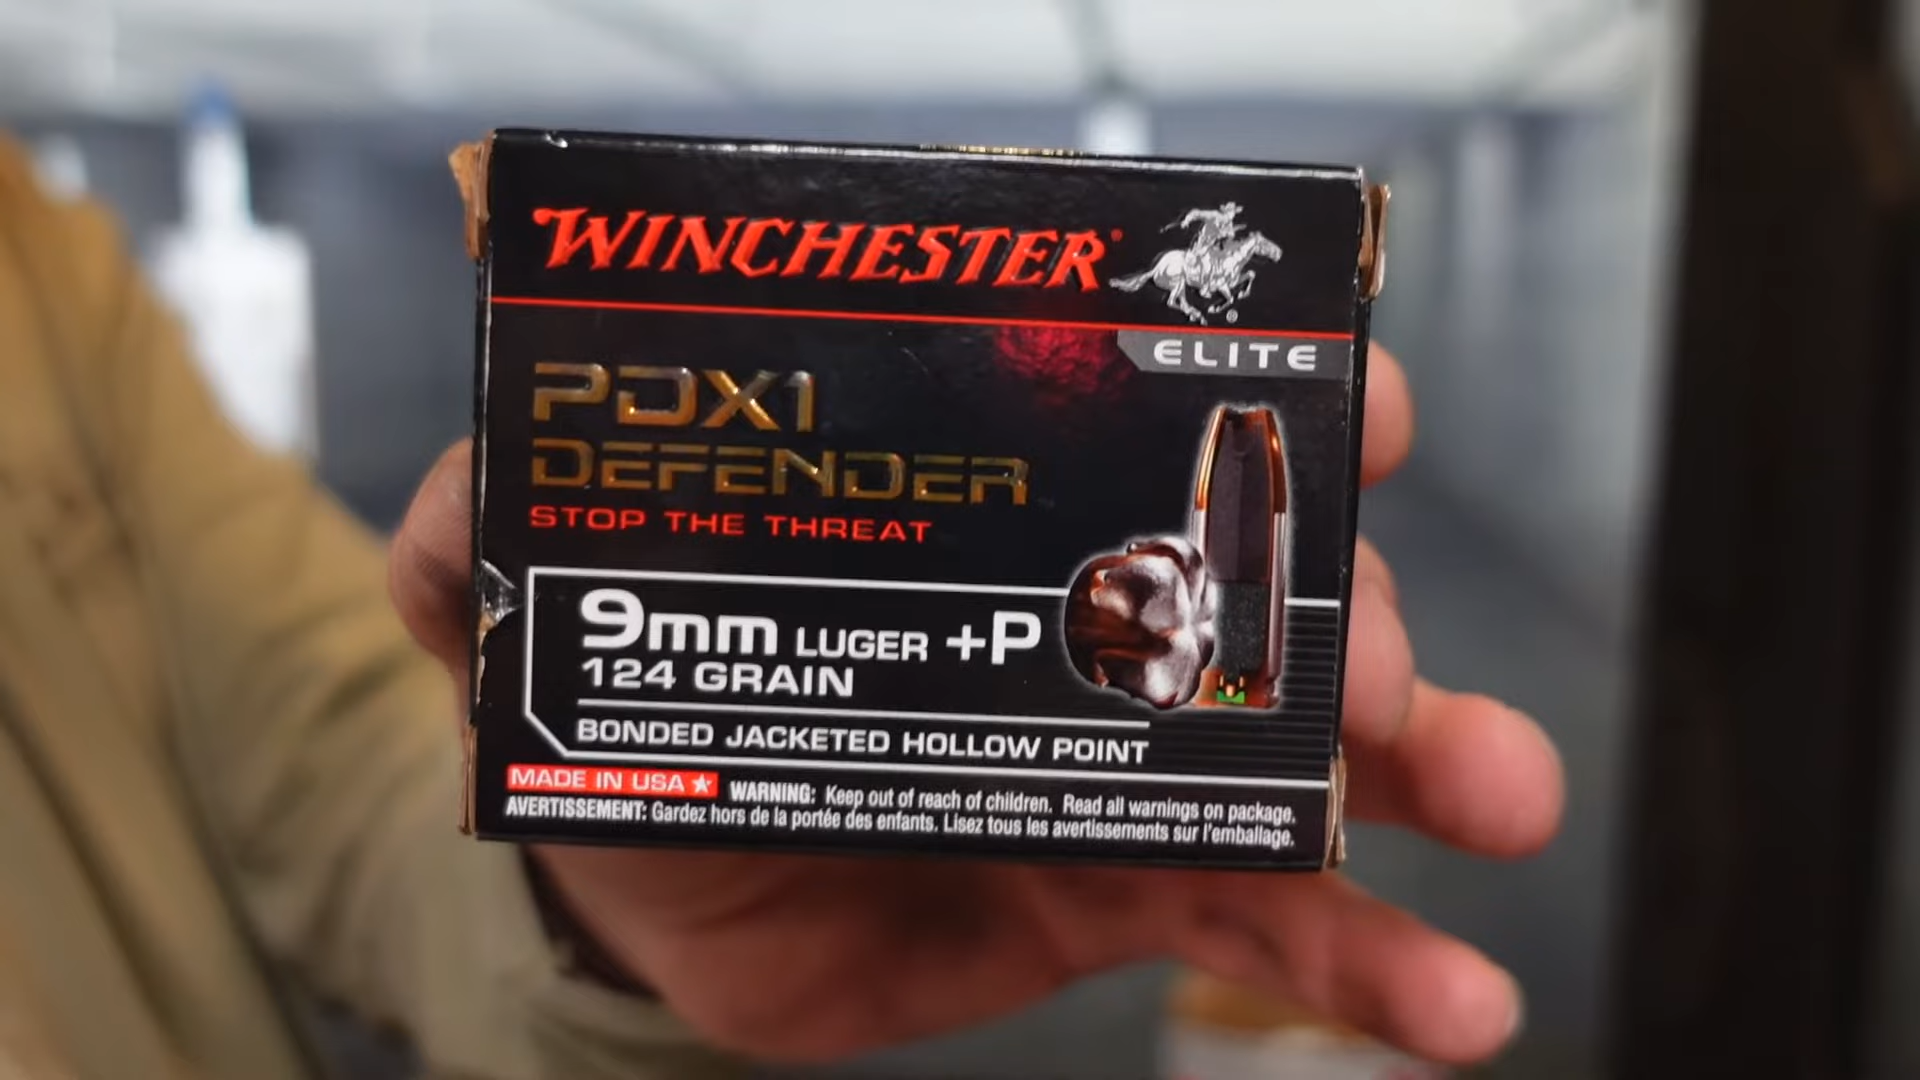 WINCHESTER
ELITE
PDX1
DEFENDER
STOP THE THREAT
9mm LUGER +P
124 GRAIN
BONDED JACKETED HOLLOW POINT
MADE IN USA WARNING: Keep out of reach of children. Read all warnings on package.
AVERTISSEMENT: Gardez hors de la portée des enfants. Lisez tous les avertissements sur l'emballage.